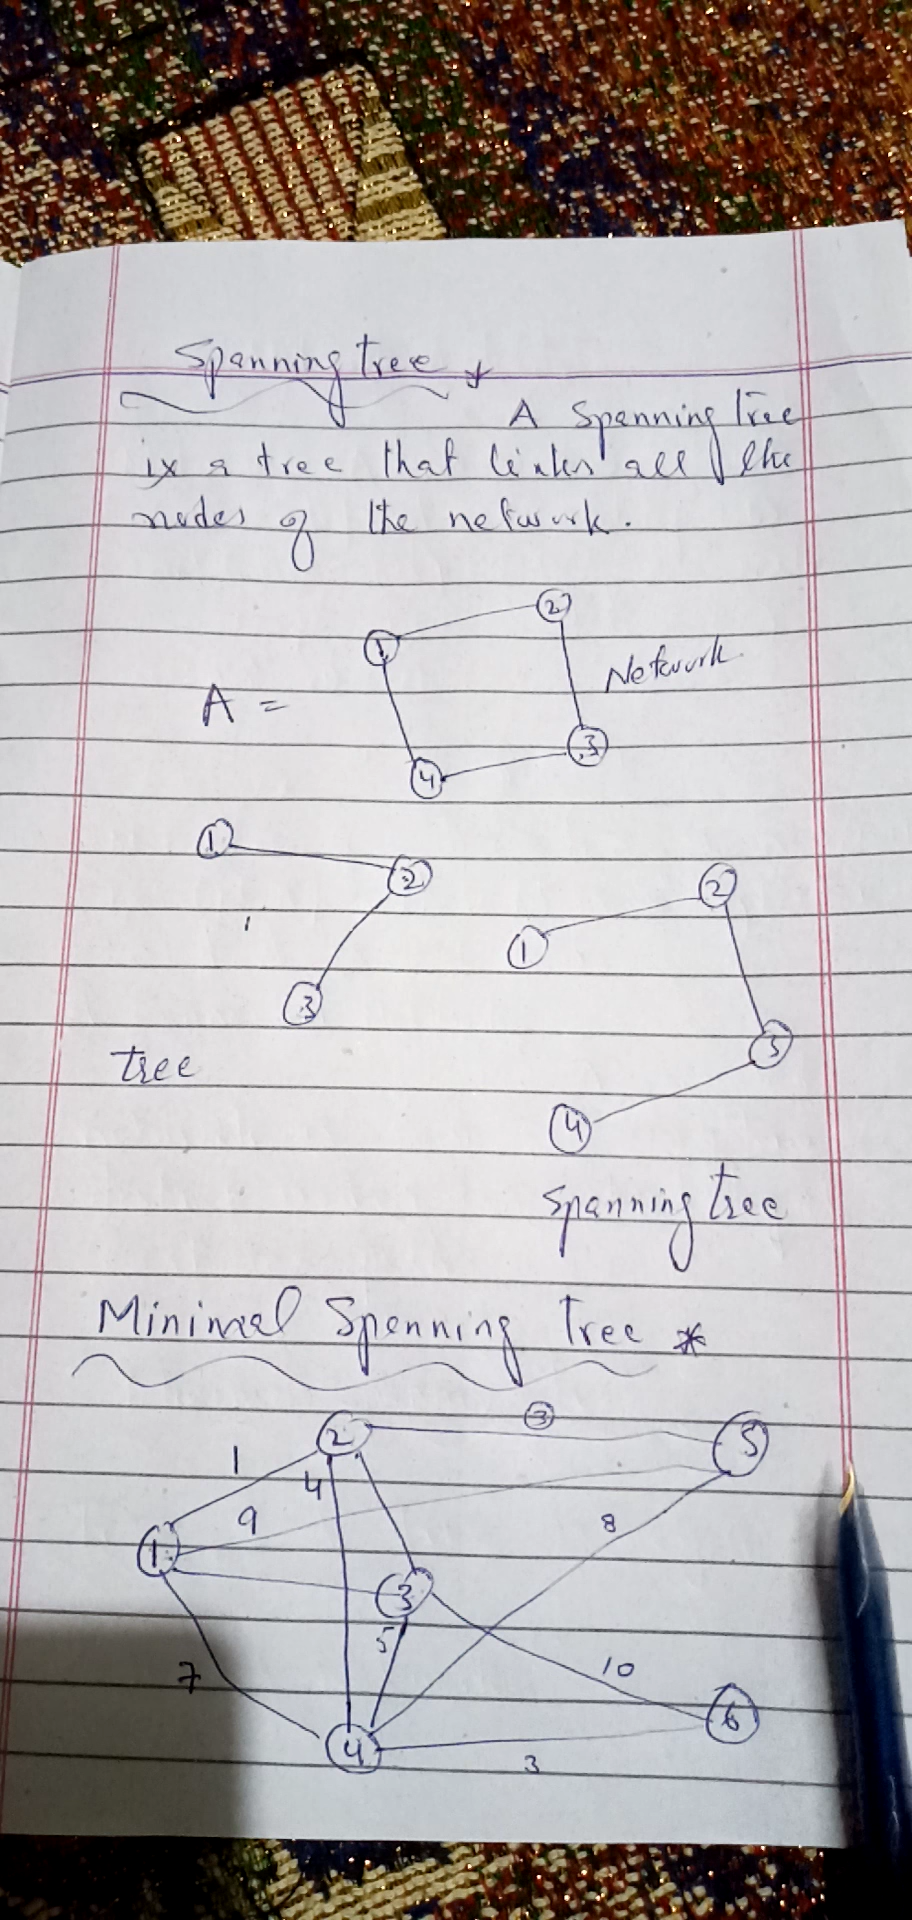 Spanning tree *
A Spanning Tree
is a tree that links all the
nodes of the network.
1 2
A = Network
4 3
1
2 2
1
3 3
tree
4
Spanning tree
Minimal Spanning Tree *
2 3 5
1 4
9 8
1
3
5
7 10
6
4 3